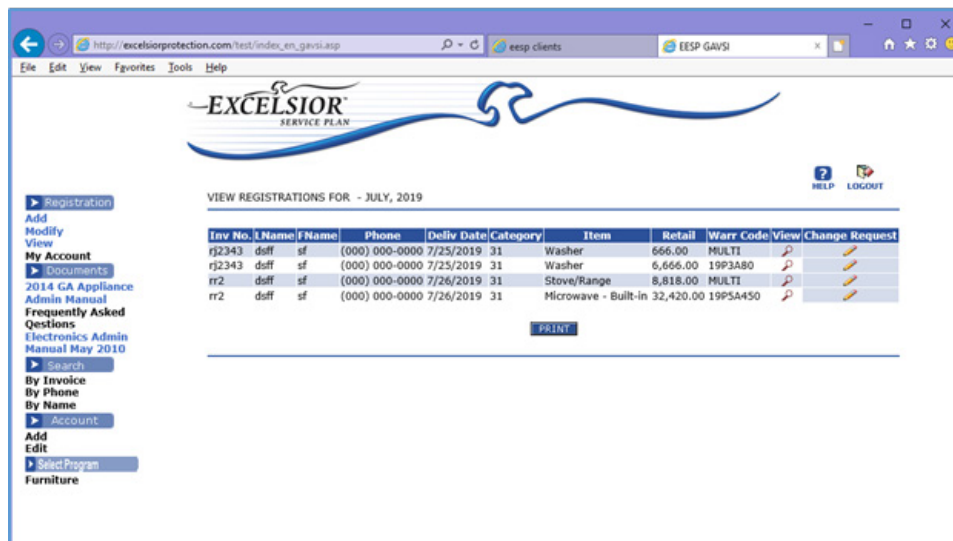 http://excelsiorprotection.com/test/index_en_gavsi.asp
eesp clients
EESP GAVSI
File Edit View Favorites Tools Help
EXCELSIOR™
SERVICE PLAN
HELP LOGOUT
VIEW REGISTRATIONS FOR - JULY, 2019
Registration
Add
Modify
View
My Account
Documents
2014 GA Appliance
Admin Manual
Frequently Asked
Qestions
Electronics Admin
Manual May 2010
Search
By Invoice
By Phone
By Name
Account
Add
Edit
Select Program
Furniture
Inv No. LName FName Phone Deliv Date Category Item Retail Warr Code View Change Request
rj2343 dsff sf (000) 000-0000 7/25/2019 31 Washer 666.00 MULTI
rj2343 dsff sf (000) 000-0000 7/25/2019 31 Washer 6,666.00 19P3A80
rr2 dsff sf (000) 000-0000 7/26/2019 31 Stove/Range 8,818.00 MULTI
rr2 dsff sf (000) 000-0000 7/26/2019 31 Microwave - Built-in 32,420.00 19P5A450
PRINT